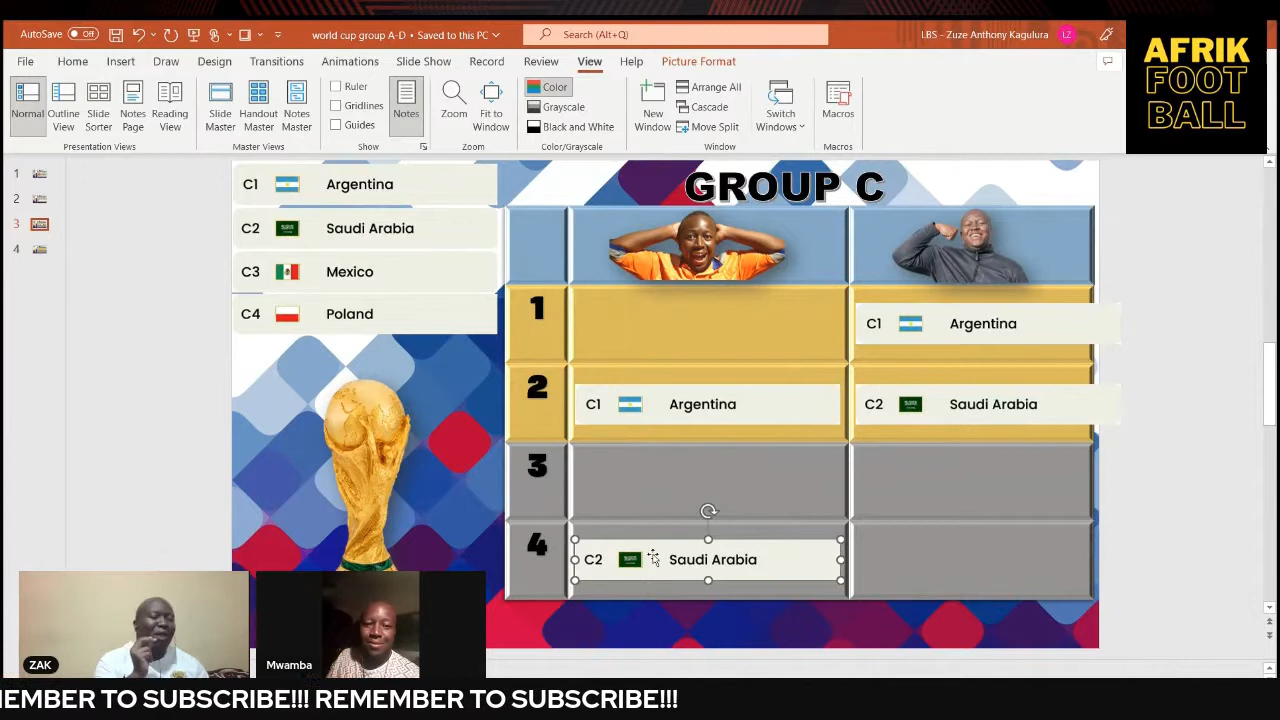 AutoSave Off world cup group A-D • Saved to this PC Search (Alt+Q) LBS - Zuze Anthony Kagulura LZ
File Home Insert Draw Design Transitions Animations Slide Show Record Review View Help Picture Format
Normal Outline View Slide Sorter Notes Page Reading View
Presentation Views
Slide Master Handout Master Notes Master
Master Views
Ruler
Gridlines
Guides
Show
Notes
Zoom Fit to Window
Zoom
Color
Grayscale
Black and White
Color/Grayscale
New Window
Arrange All
Cascade
Move Split
Switch Windows
Window
Macros
Macros
AFRIK
FOOT
BALL
1
2
3
4
C1 Argentina
C2 Saudi Arabia
C3 Mexico
C4 Poland
GROUP C
1 C1 Argentina
2 C1 Argentina C2 Saudi Arabia
3
4 C2 Saudi Arabia
ZAK
Mwamba
MEMBER TO SUBSCRIBE!!! REMEMBER TO SUBSCRIBE!!!